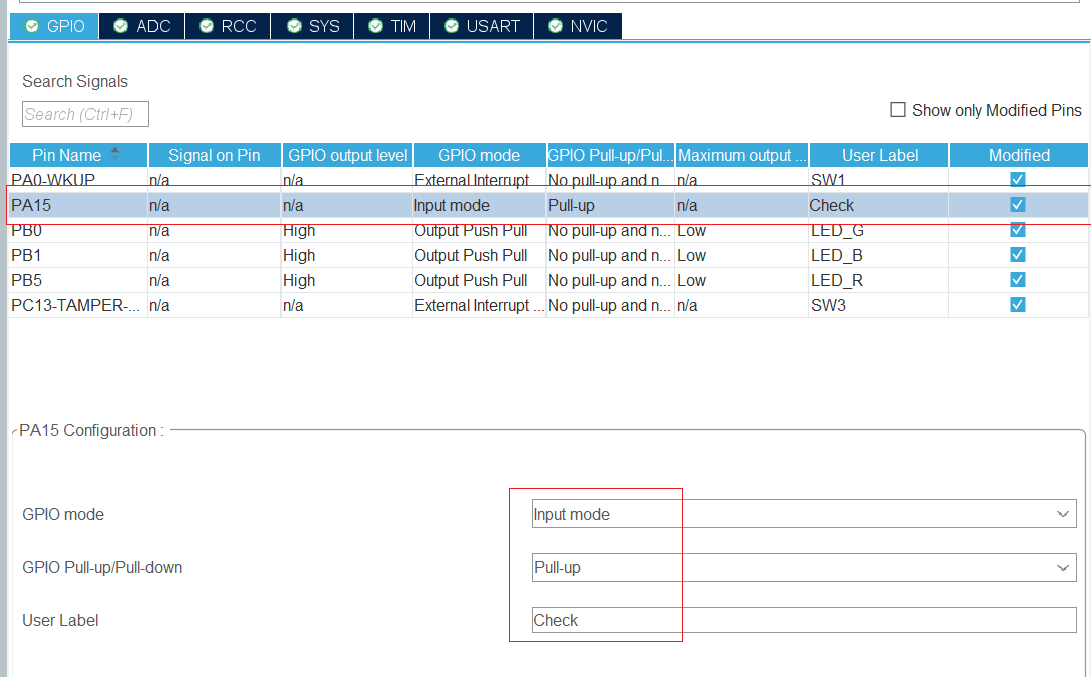 GPIO ADC RCC SYS TIM USART NVIC
Search Signals
Search (Ctrl+F)
Show only Modified Pins
Pin Name Signal on Pin GPIO output level GPIO mode GPIO Pull-up/Pul... Maximum output ... User Label Modified
PA0-WKUP n/a n/a External Interrupt No pull-up and n... n/a SW1
PA15 n/a n/a Input mode Pull-up n/a Check
PB0 n/a High Output Push Pull No pull-up and n... Low LED_G
PB1 n/a High Output Push Pull No pull-up and n... Low LED_B
PB5 n/a High Output Push Pull No pull-up and n... Low LED_R
PC13-TAMPER-... n/a n/a External Interrupt ... No pull-up and n... n/a SW3
PA15 Configuration :
GPIO mode Input mode
GPIO Pull-up/Pull-down Pull-up
User Label Check